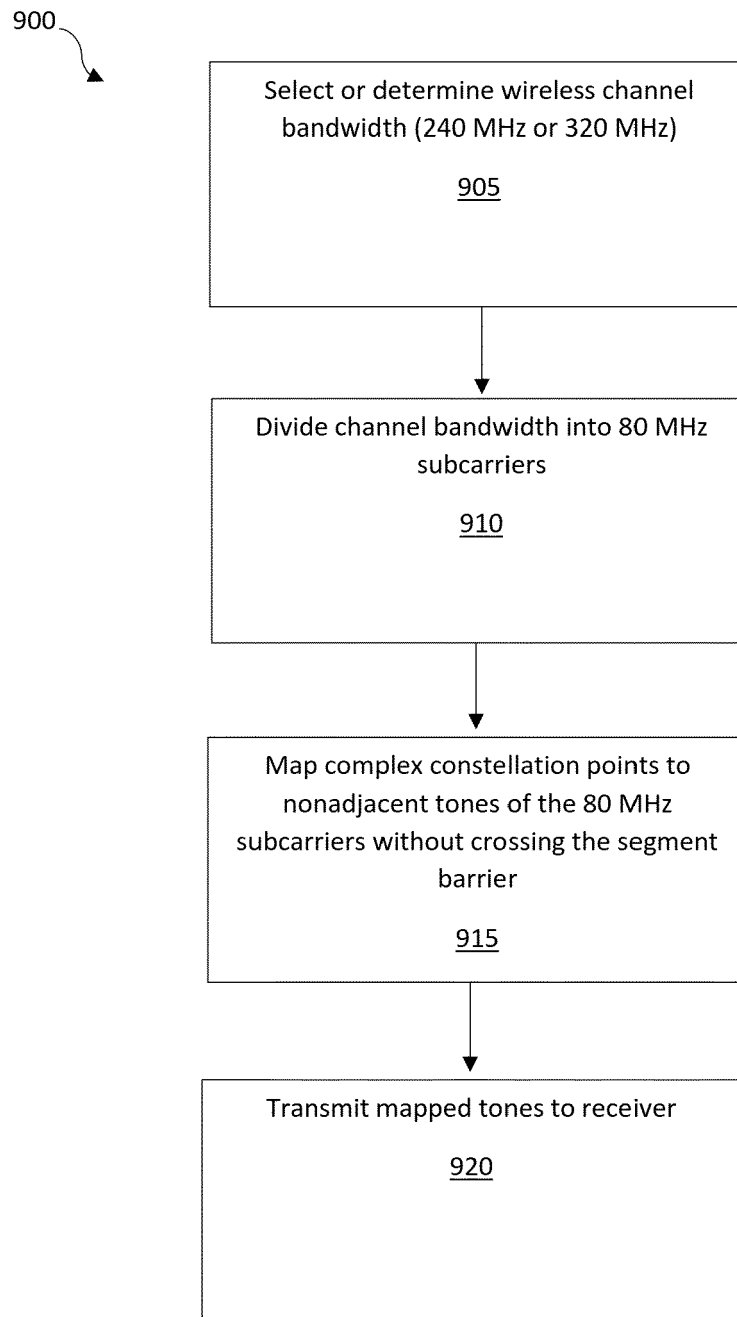 900
Select or determine wireless channel
bandwidth (240 MHz or 320 MHz)
905
Divide channel bandwidth into 80 MHz
subcarriers
910
Map complex constellation points to
nonadjacent tones of the 80 MHz
subcarriers without crossing the segment
barrier
915
Transmit mapped tones to receiver
920